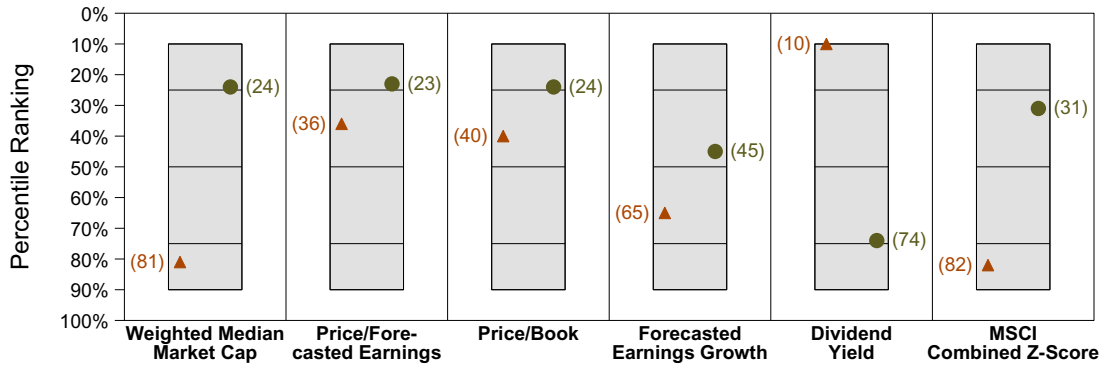 Percentile Ranking
0%
10%
20%
30%
40%
50%
60%
70%
80%
90%
100%
(81)
(24)
(36)
(23)
(40)
(24)
(65)
(45)
(10)
(74)
(82)
(31)
Weighted Median
Market Cap
Price/Fore-
casted Earnings
Price/Book
Forecasted
Earnings Growth
Dividend
Yield
MSCI
Combined Z-Score